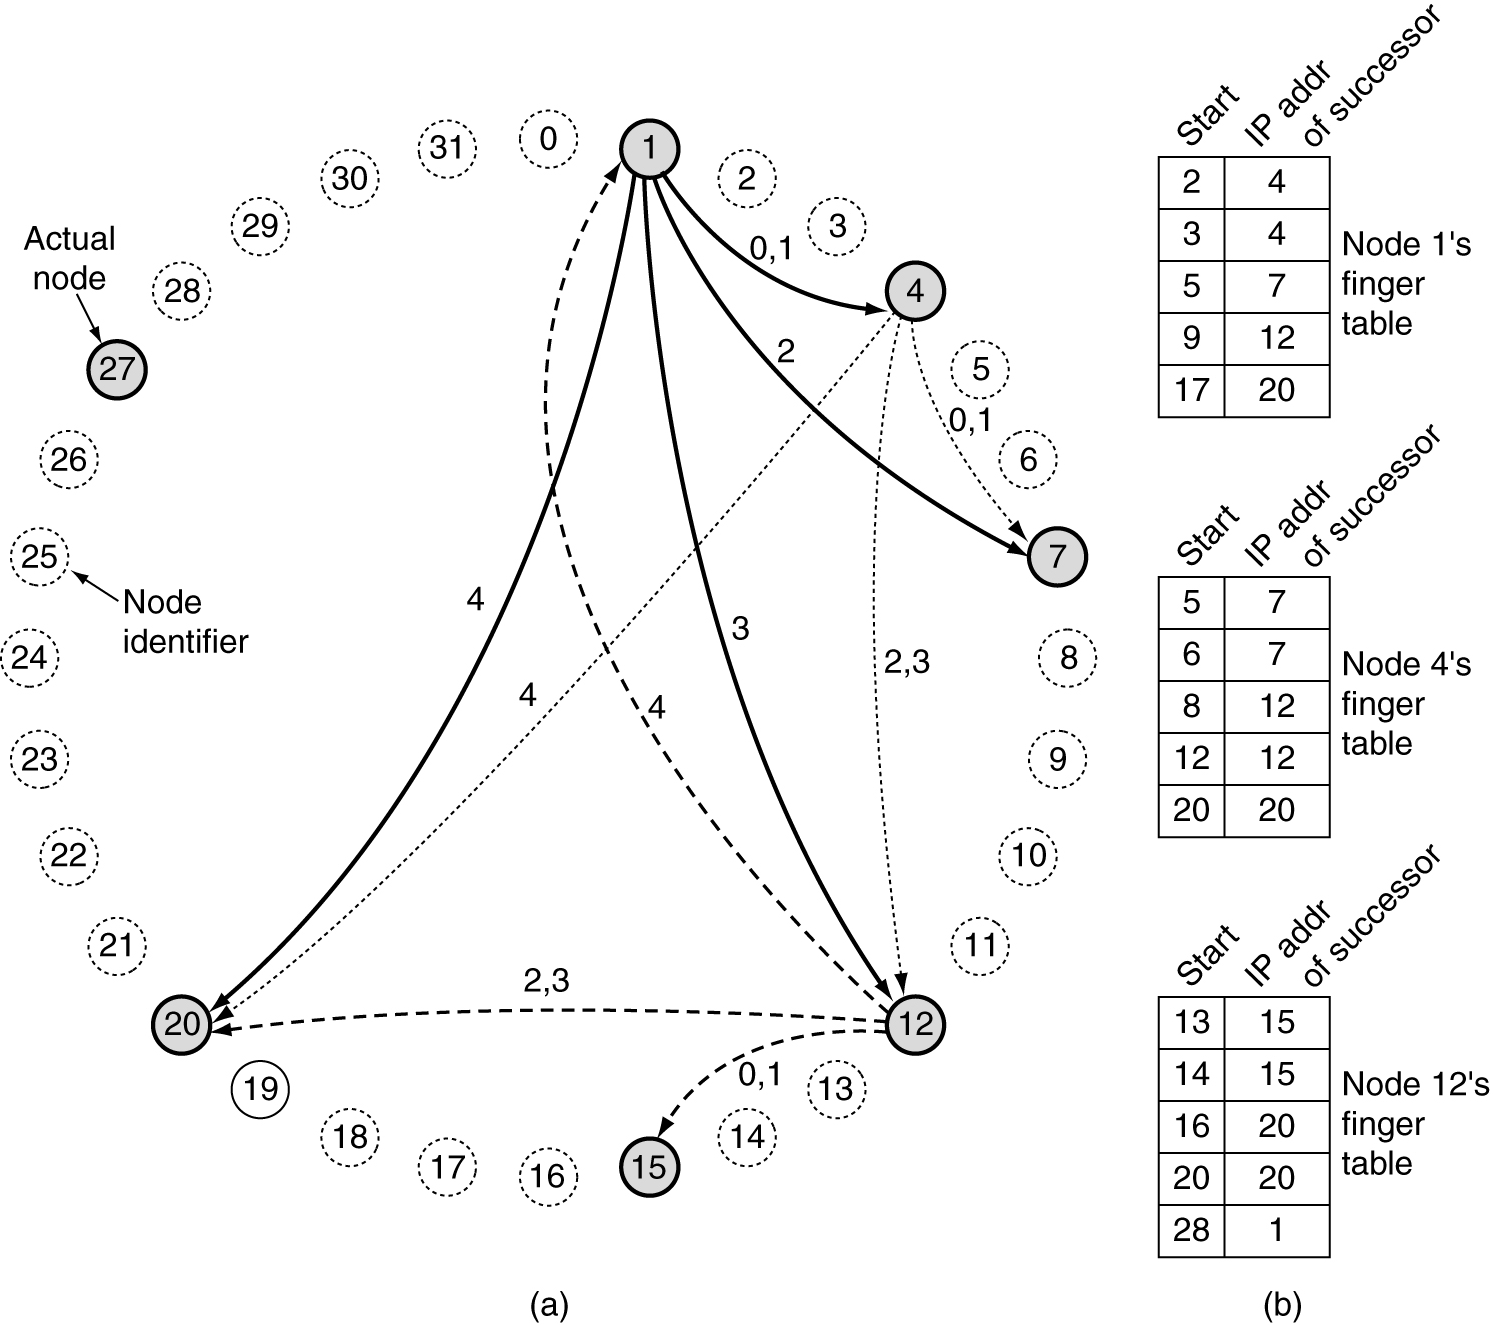 0
1
2
3
4
5
6
7
8
9
10
11
12
13
14
15
16
17
18
19
20
21
22
23
24
25
26
27
28
29
30
31
Actual
node
Node
identifier
0,1
2
3
4
0,1
2,3
4
4
2,3
0,1
(a)
Start IP addr
of successor
2 4
3 4
5 7
9 12
17 20
Node 1's
finger
table
Start IP addr
of successor
5 7
6 7
8 12
12 12
20 20
Node 4's
finger
table
Start IP addr
of successor
13 15
14 15
16 20
20 20
28 1
Node 12's
finger
table
(b)